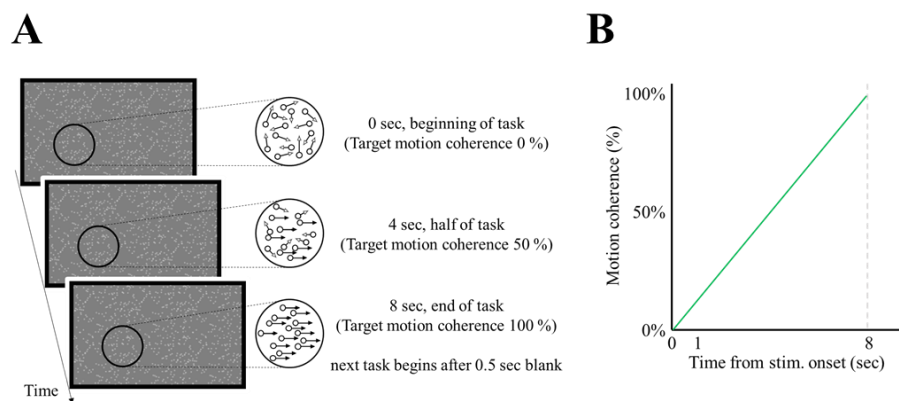 A
0 sec, beginning of task
(Target motion coherence 0 %)
4 sec, half of task
(Target motion coherence 50 %)
8 sec, end of task
(Target motion coherence 100 %)
next task begins after 0.5 sec blank
Time
B
Motion coherence (%)
100%
50%
0%
0
1
8
Time from stim. onset (sec)